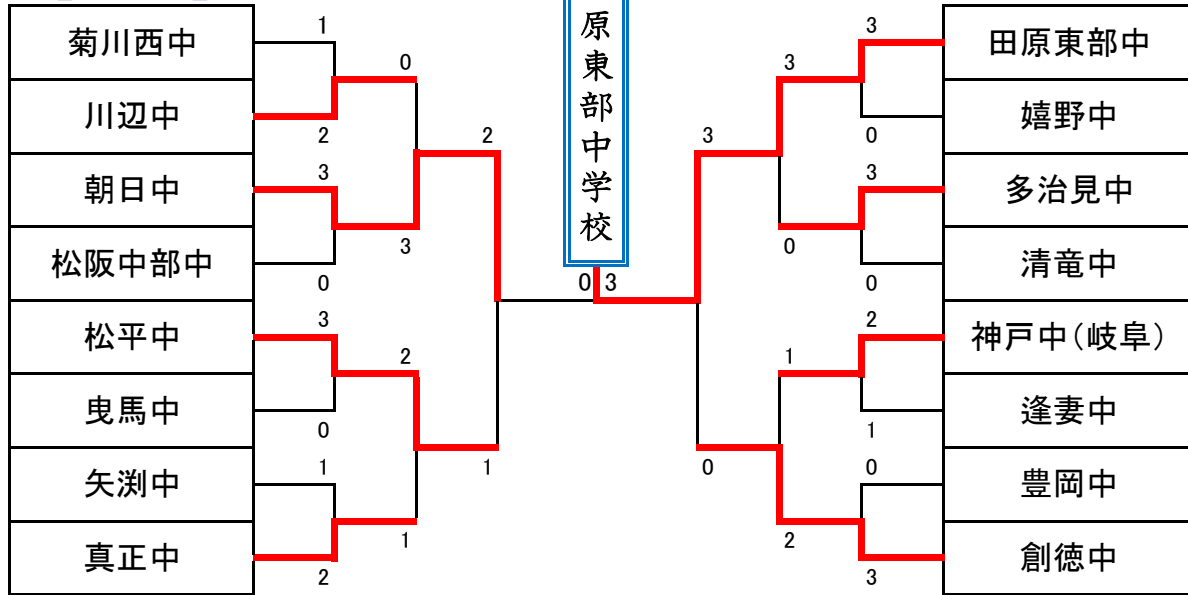 菊川西中
川辺中
朝日中
松阪中部中
松平中
曳馬中
矢渕中
真正中
1
2
3
0
3
0
1
2
0
3
2
1
2
1
原東部中学校
0 3
3
0
3
0
1
2
3
0
3
0
2
1
0
3
田原東部中
嬉野中
多治見中
清竜中
神戸中(岐阜)
逢妻中
豊岡中
創徳中